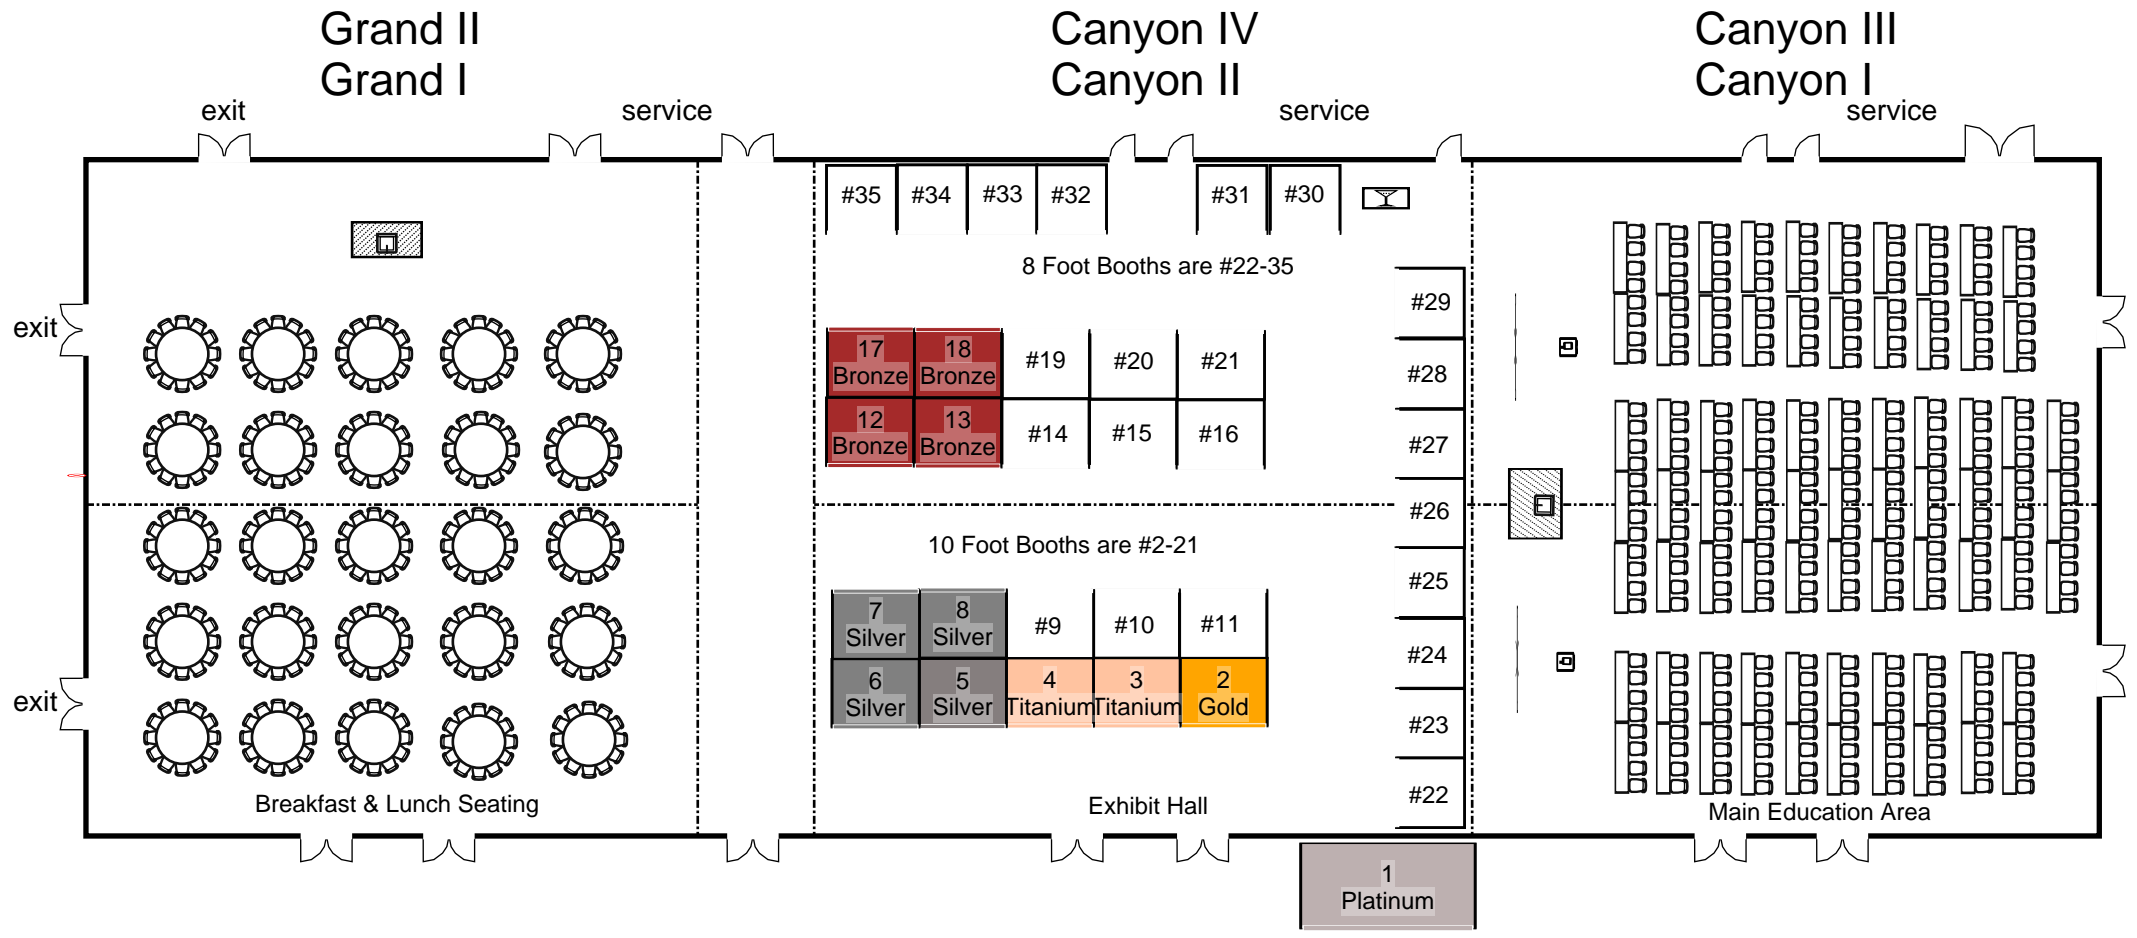 Grand II
Grand I
Canyon IV
Canyon II
Canyon III
Canyon I
exit
service
service
service
#35
#34
#33
#32
#31
#30
8 Foot Booths are #22-35
#29
exit
17
Bronze
18
Bronze
#19
#20
#21
#28
12
Bronze
13
Bronze
#14
#15
#16
#27
#26
10 Foot Booths are #2-21
#25
7
Silver
8
Silver
#9
#10
#11
#24
exit
6
Silver
5
Silver
4
Titanium
3
Titanium
2
Gold
#23
#22
Breakfast & Lunch Seating
Exhibit Hall
Main Education Area
1
Platinum